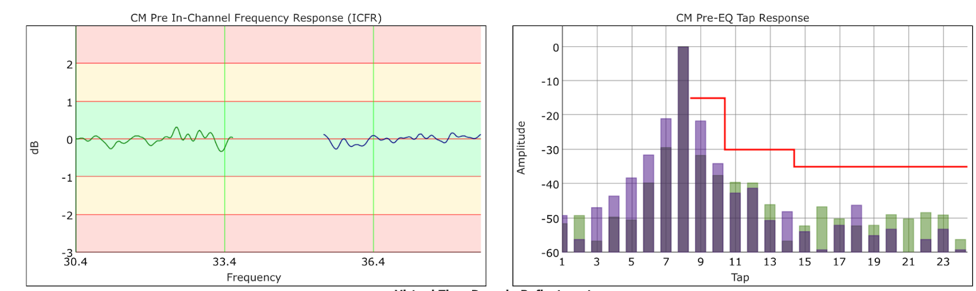 CM Pre In-Channel Frequency Response (ICFR)
2
1
0
-1
-2
-3
dB
30.4 33.4 36.4
Frequency
CM Pre-EQ Tap Response
0
-10
-20
-30
-40
-50
-60
Amplitude
1 3 5 7 9 11 13 15 17 19 21 23
Tap